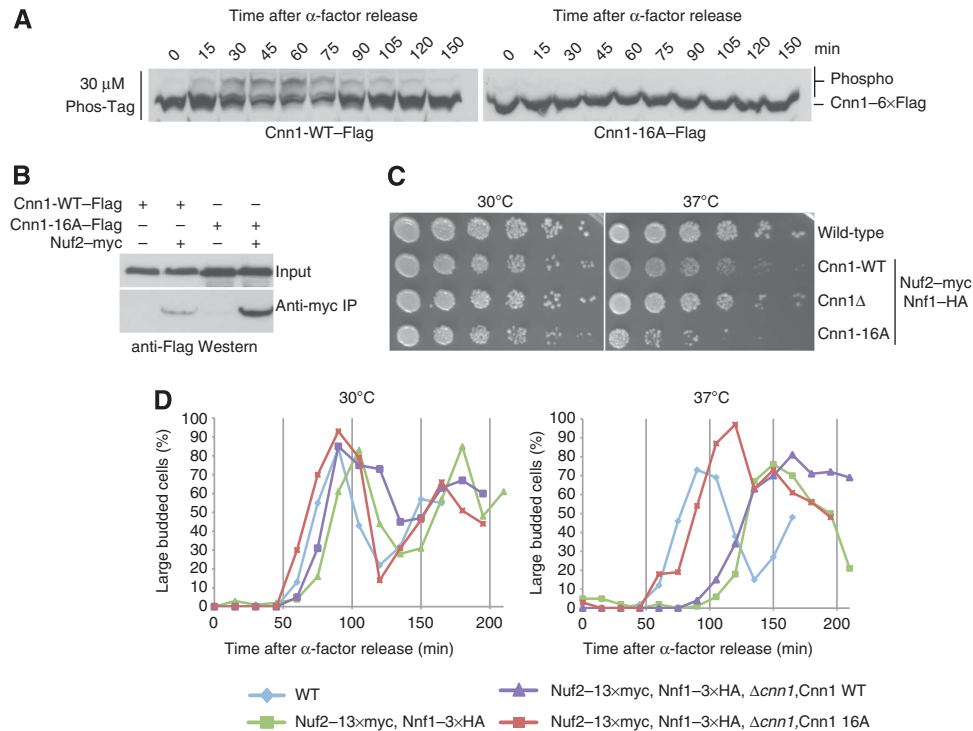 A
Time after α-factor release
Time after α-factor release
0 15 30 45 60 75 90 105 120 150
0 15 30 45 60 75 90 105 120 150 min
30 μM
Phos-Tag
Phospho
Cnn1–6×Flag
Cnn1-WT–Flag
Cnn1-16A–Flag
B
Cnn1-WT–Flag + + – –
Cnn1-16A–Flag – – + +
Nuf2–myc – + – +
Input
Anti-myc IP
anti-Flag Western
C
30°C
37°C
Wild-type
Cnn1-WT
Cnn1Δ
Cnn1-16A
Nuf2–myc
Nnf1–HA
D
30°C
Large budded cells (%)
100
90
80
70
60
50
40
30
20
10
0
0 50 100 150 200
Time after α-factor release (min)
37°C
Large budded cells (%)
100
90
80
70
60
50
40
30
20
10
0
0 50 100 150 200
Time after α-factor release (min)
WT
Nuf2–13×myc, Nnf1–3×HA
Nuf2–13×myc, Nnf1–3×HA, Δcnn1,Cnn1 WT
Nuf2–13×myc, Nnf1–3×HA, Δcnn1,Cnn1 16A